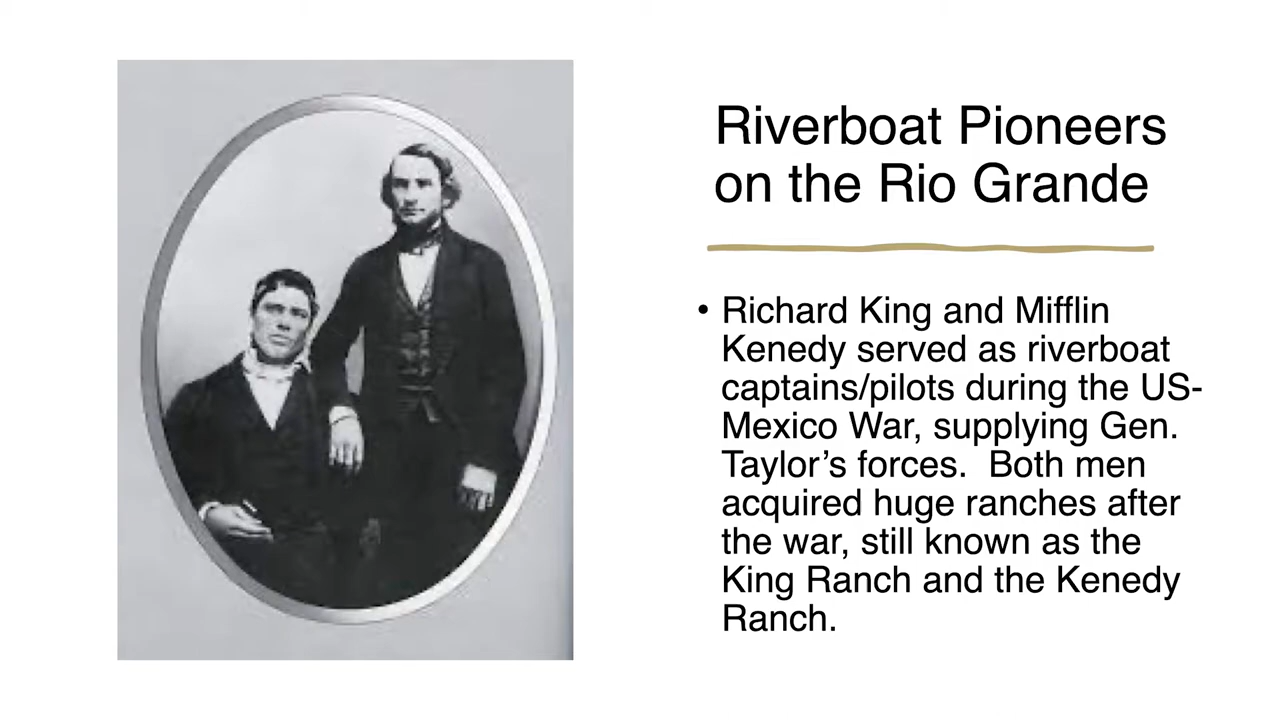 Riverboat Pioneers
on the Rio Grande
• Richard King and Mifflin
Kenedy served as riverboat
captains/pilots during the US-
Mexico War, supplying Gen.
Taylor’s forces.  Both men
acquired huge ranches after
the war, still known as the
King Ranch and the Kenedy
Ranch.